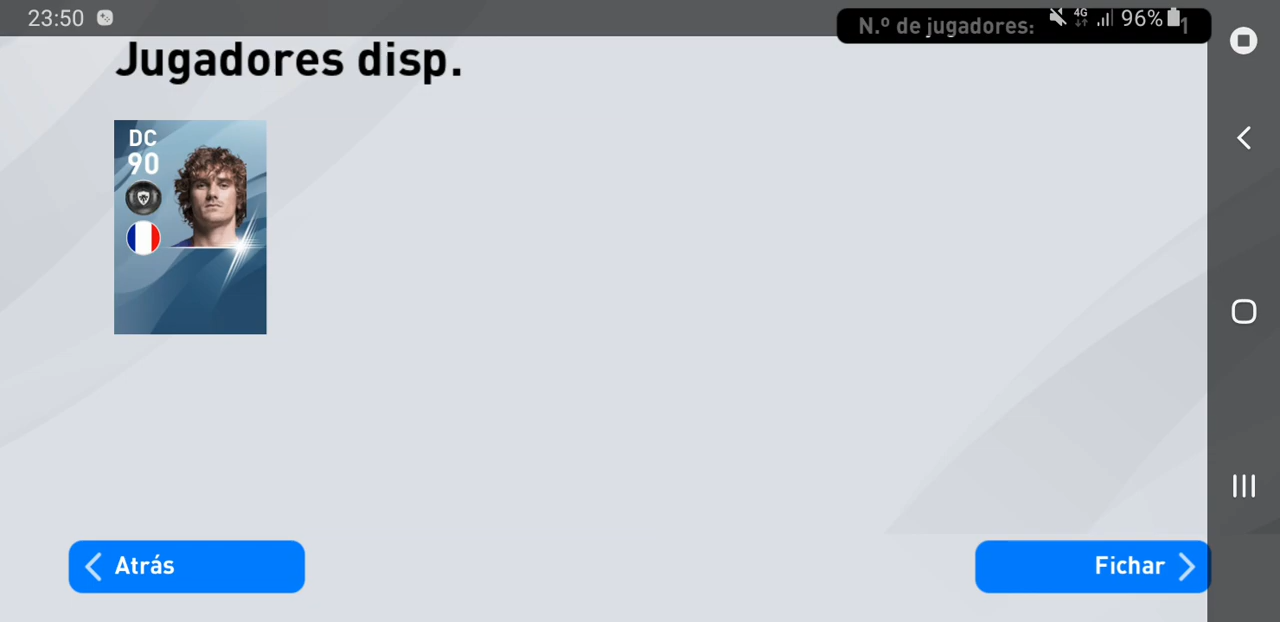 23:50
N.º de jugadores: 1
4G
96%
Jugadores disp.
DC
90
Atrás
Fichar